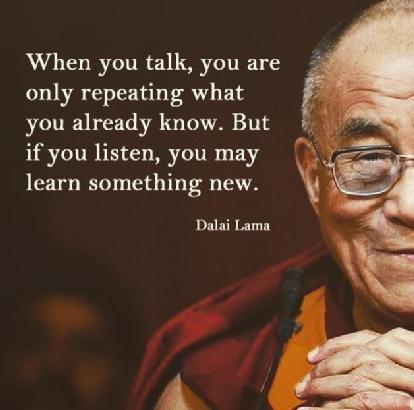 When you talk, you are
only repeating what
you already know. But
if you listen, you may
learn something new.
Dalai Lama